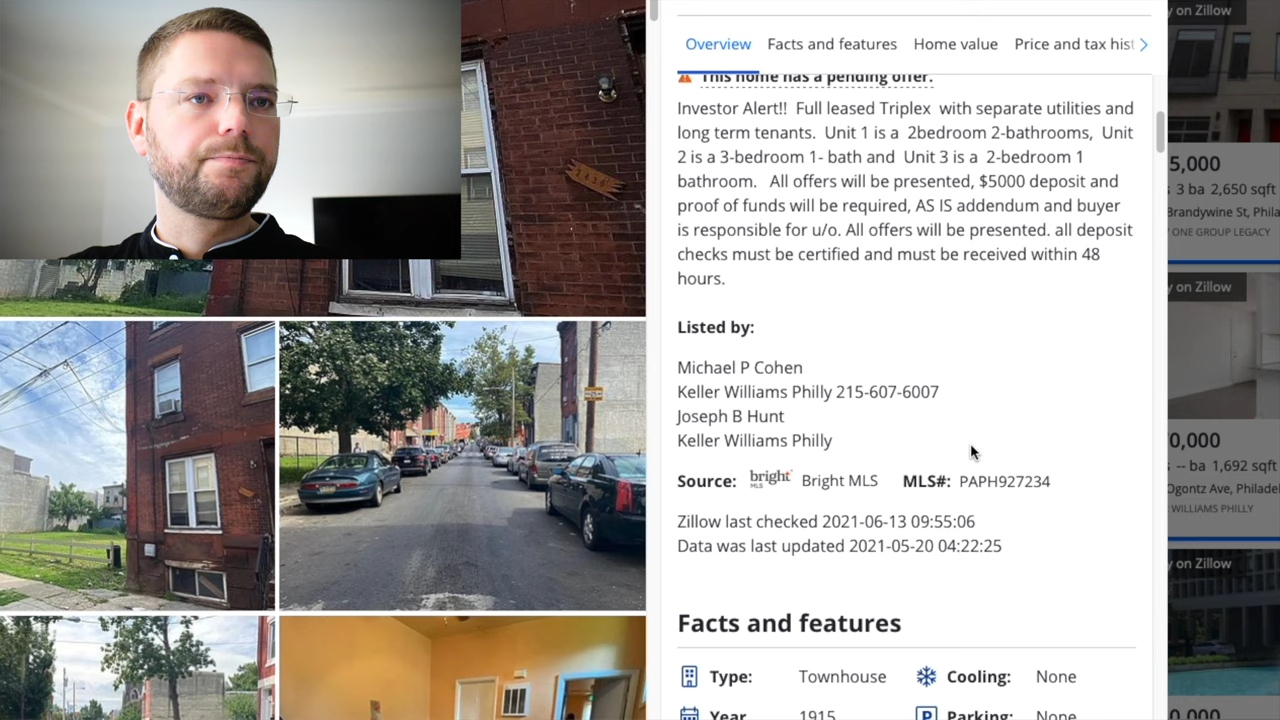 Overview Facts and features Home value Price and tax hist
This home has a pending offer.
Investor Alert!! Full leased Triplex with separate utilities and
long term tenants. Unit 1 is a 2bedroom 2-bathrooms, Unit
2 is a 3-bedroom 1- bath and Unit 3 is a 2-bedroom 1
bathroom. All offers will be presented, $5000 deposit and
proof of funds will be required, AS IS addendum and buyer
is responsible for u/o. All offers will be presented. all deposit
checks must be certified and must be received within 48
hours.
Listed by:
Michael P Cohen
Keller Williams Philly 215-607-6007
Joseph B Hunt
Keller Williams Philly
Source: bright MLS Bright MLS MLS#: PAPH927234
Zillow last checked 2021-06-13 09:55:06
Data was last updated 2021-05-20 04:22:25
Facts and features
Type: Townhouse Cooling: None
Year 1915 Parking: None
y on Zillow
5,000
3 ba 2,650 sqft
Brandywine St, Phila
ONE GROUP LEGACY
y on Zillow
0,000
-- ba 1,692 sqft
Ogontz Ave, Philadel
WILLIAMS PHILLY
y on Zillow
0,000